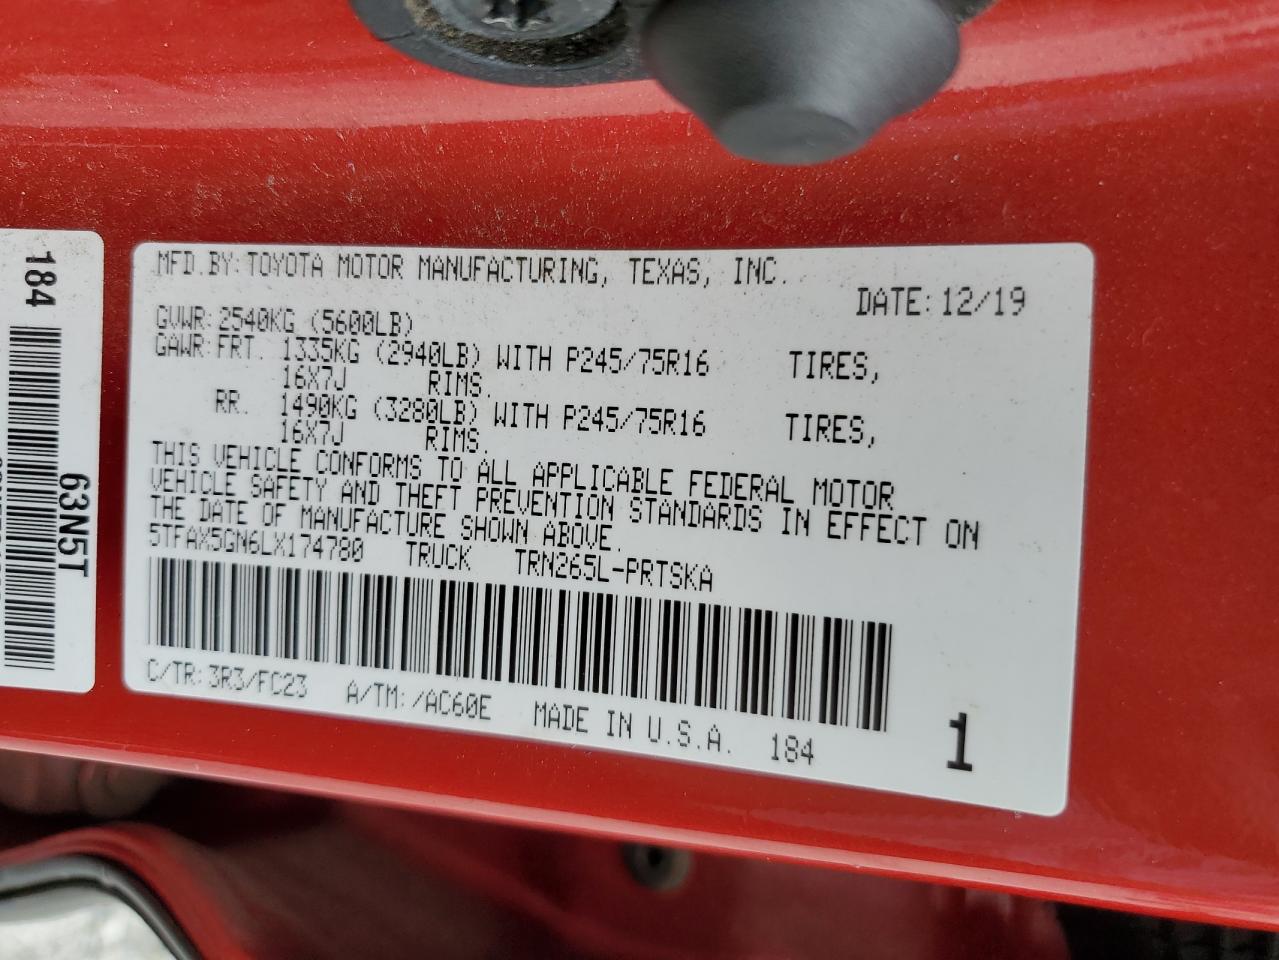 MFD.BY:TOYOTA MOTOR MANUFACTURING, TEXAS, INC.
DATE:12/19
GVWR:2540KG (5600LB)
GAWR:FRT. 1335KG (2940LB) WITH P245/75R16 TIRES,
16X7J RIMS.
RR. 1490KG (3280LB) WITH P245/75R16 TIRES,
16X7J RIMS.
THIS VEHICLE CONFORMS TO ALL APPLICABLE FEDERAL MOTOR
VEHICLE SAFETY AND THEFT PREVENTION STANDARDS IN EFFECT ON
THE DATE OF MANUFACTURE SHOWN ABOVE.
5TFAX5GN6LX174780 TRUCK TRN265L-PRTSKA
C/TR:3R3/FC23 A/TM:/AC60E MADE IN U.S.A. 184
1
184
63N5T